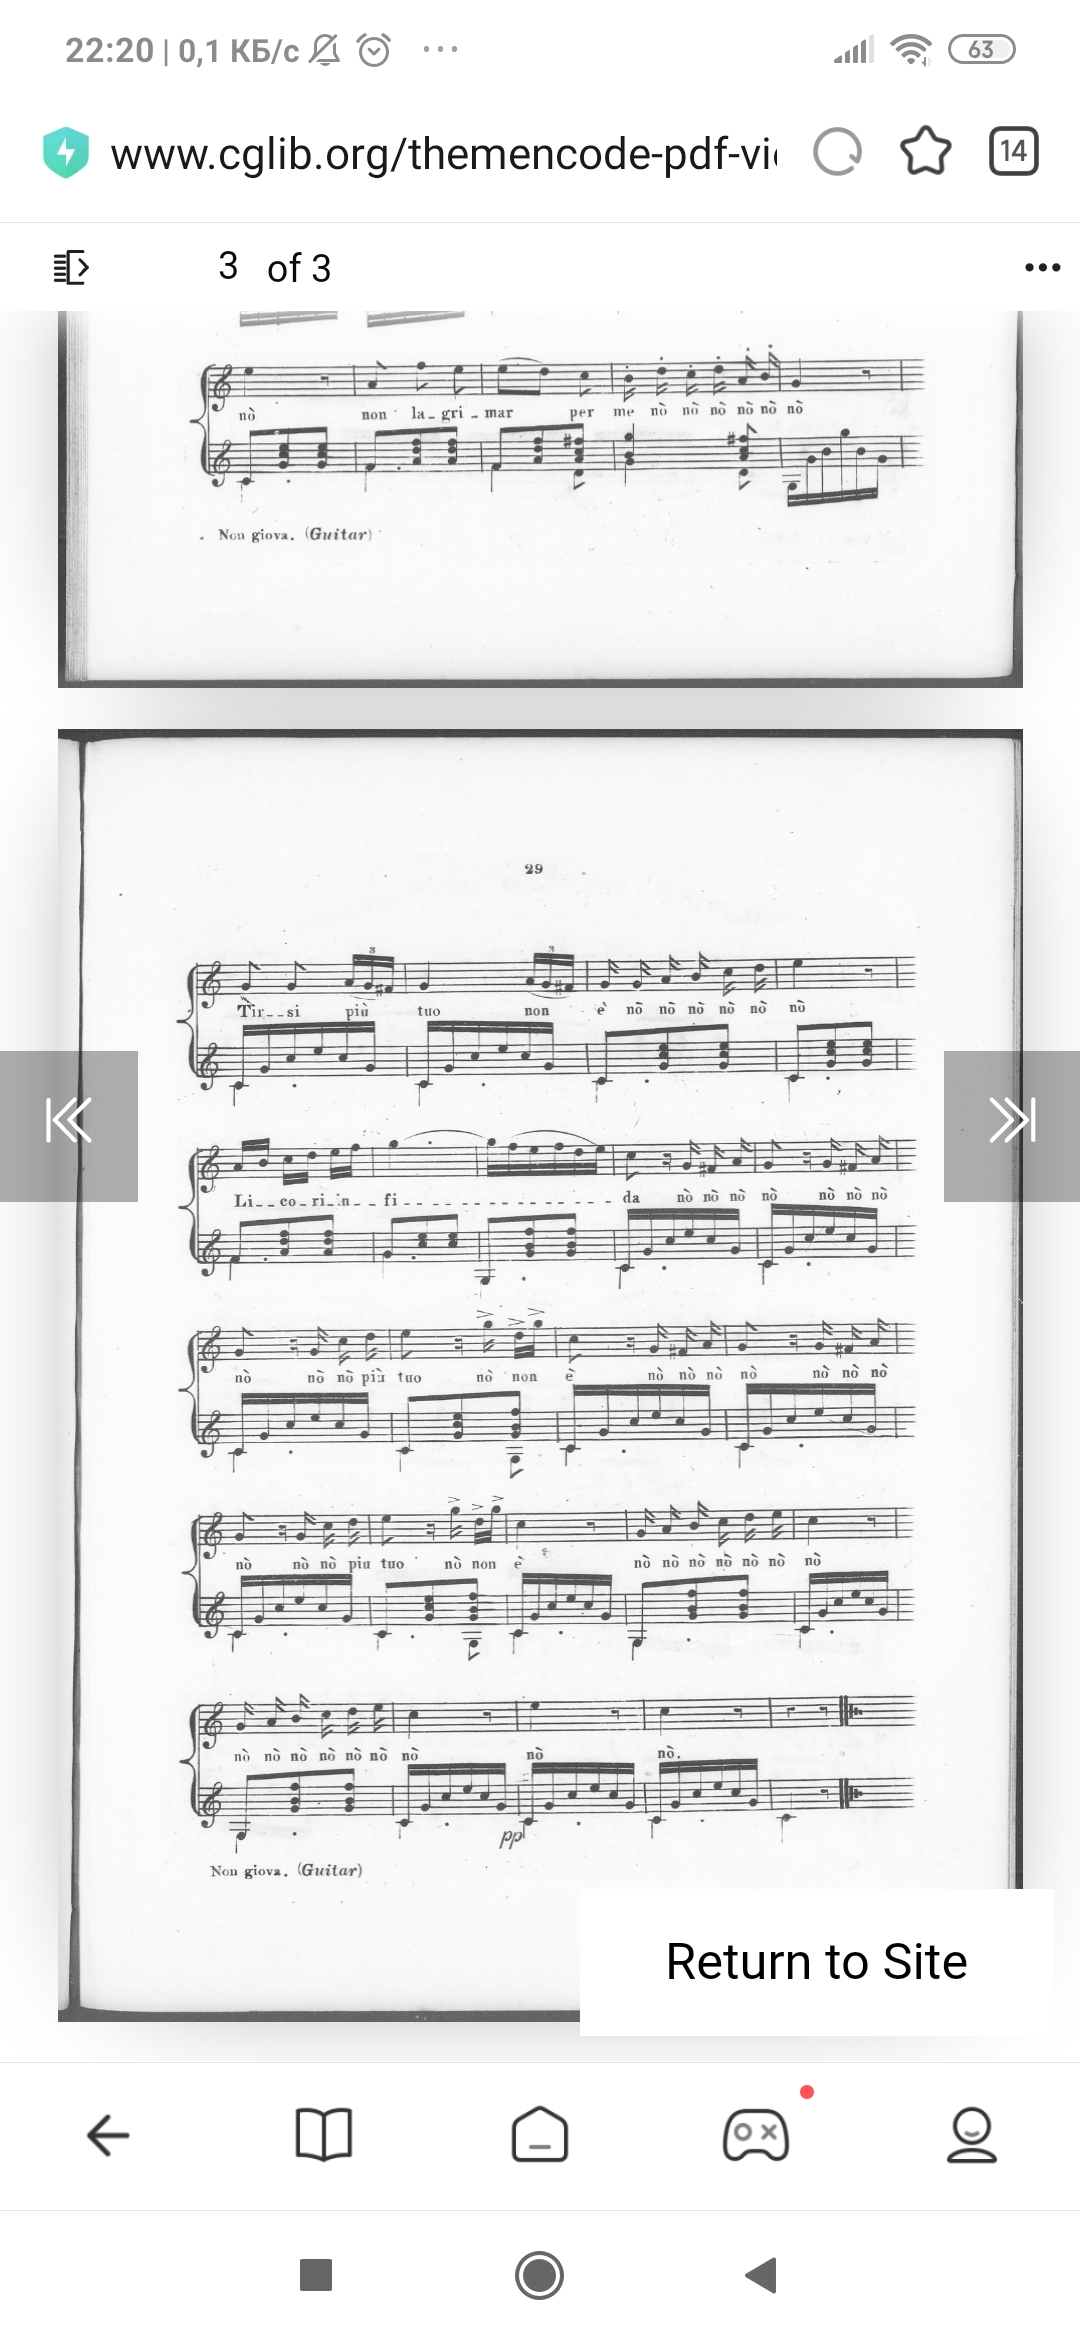 22:20 | 0,1 КБ/с
63
www.cglib.org/themencode-pdf-vi
14
3 of 3
nò non la-gri-mar per me nò nò nò nò nò nò
Non giova. (Guitar)
29
3 3
Tir--si più tuo non è nò nò nò nò nò nò
Li--co-ri-in--fi- - - - - - - - - - - - - - - da nò nò nò nò nò nò nò
nò nò nò più tuo nò non è nò nò nò nò nò nò nò
nò nò nò piu tuo nò non è nò nò nò nò nò nò nò
nò nò nò nò nò nò nò nò nò.
pp
Non giova. (Guitar)
Return to Site